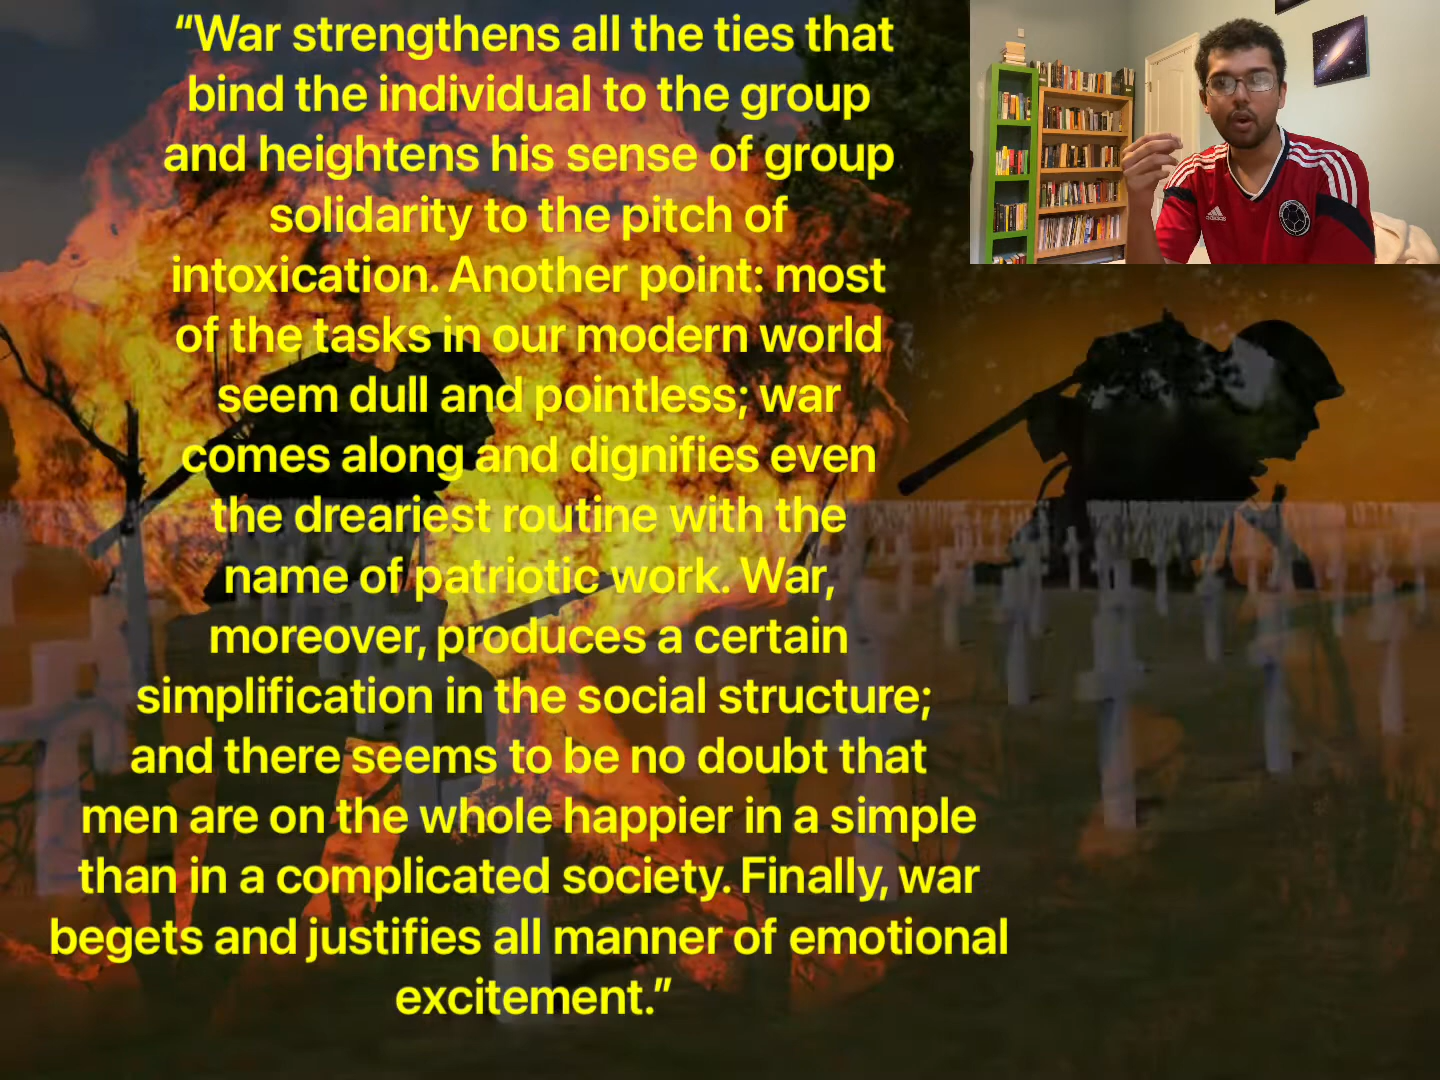 “War strengthens all the ties that
bind the individual to the group
and heightens his sense of group
solidarity to the pitch of
intoxication. Another point: most
of the tasks in our modern world
seem dull and pointless; war
comes along and dignifies even
the dreariest routine with the
name of patriotic work. War,
moreover, produces a certain
simplification in the social structure;
and there seems to be no doubt that
men are on the whole happier in a simple
than in a complicated society. Finally, war
begets and justifies all manner of emotional
excitement.”
adidas